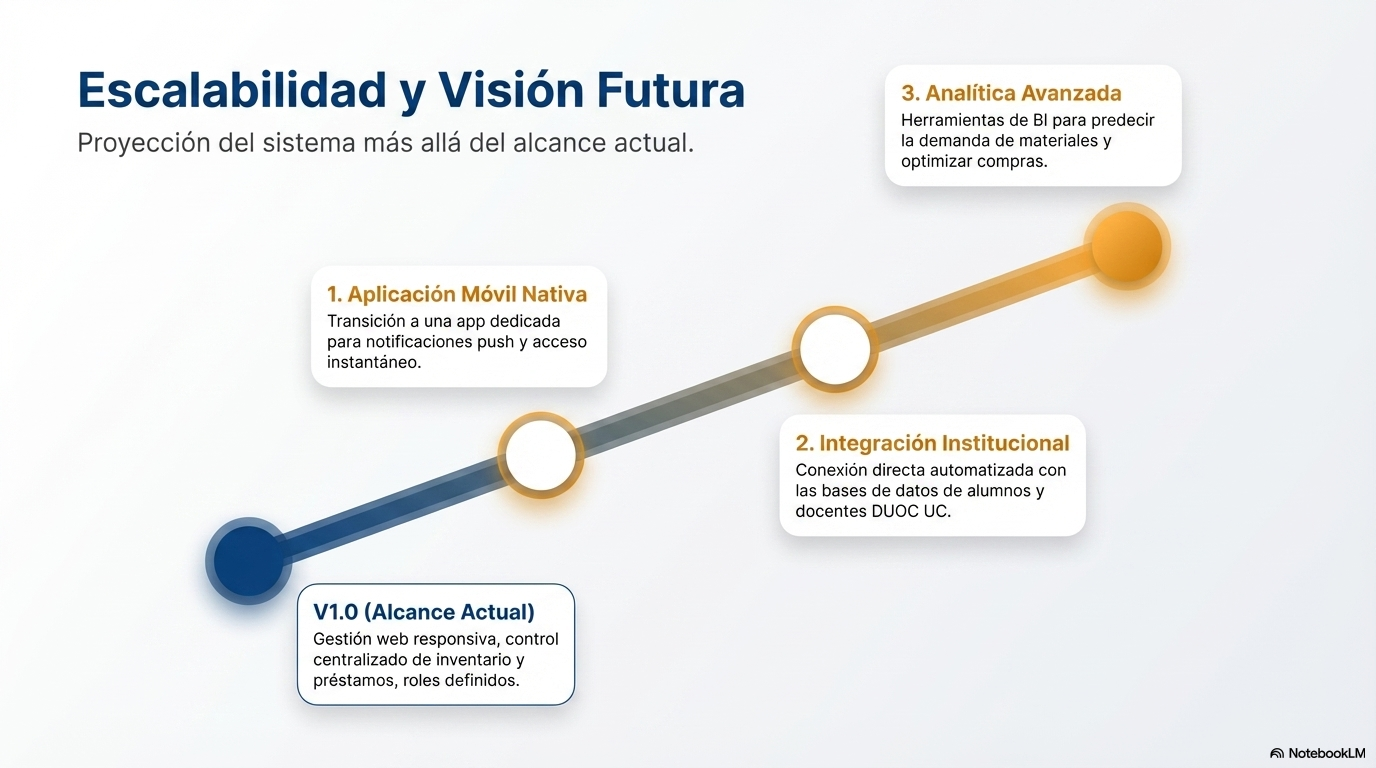 Escalabilidad y Visión Futura
Proyección del sistema más allá del alcance actual.
V1.0 (Alcance Actual)
Gestión web responsiva, control
centralizado de inventario y
préstamos, roles definidos.
1. Aplicación Móvil Nativa
Transición a una app dedicada
para notificaciones push y acceso
instantáneo.
2. Integración Institucional
Conexión directa automatizada con
las bases de datos de alumnos y
docentes DUOC UC.
3. Analítica Avanzada
Herramientas de BI para predecir
la demanda de materiales y
optimizar compras.
NotebookLM